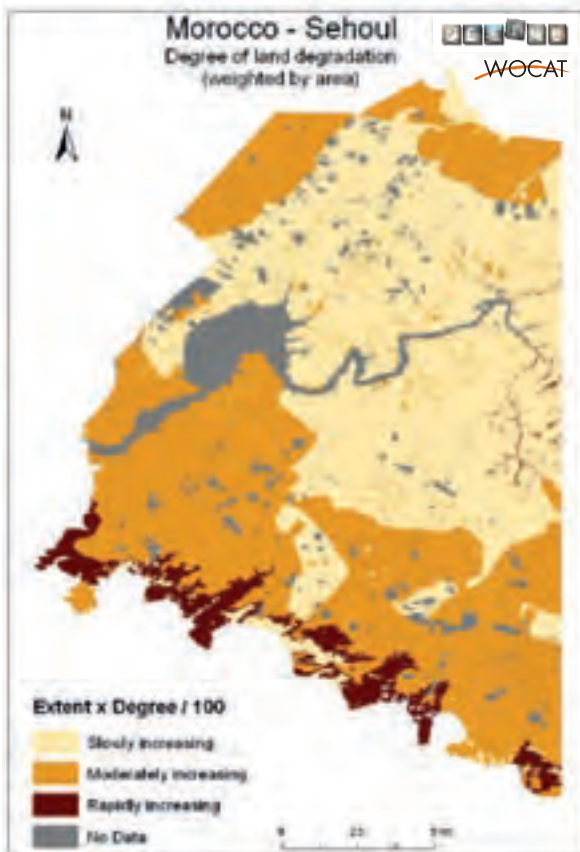 Morocco - Sehoul
Degree of land degradation
(weighted by area)
WOCAT
N
Extent x Degree / 100
Slowly increasing
Moderately increasing
Rapidly increasing
No Data
0